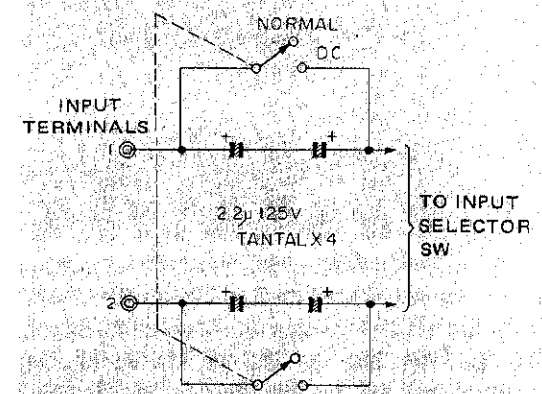 NORMAL
DC
INPUT
TERMINALS
1
+ +
2.2μ 125V
TANTAL X 4
TO INPUT
SELECTOR
SW
+ +
2